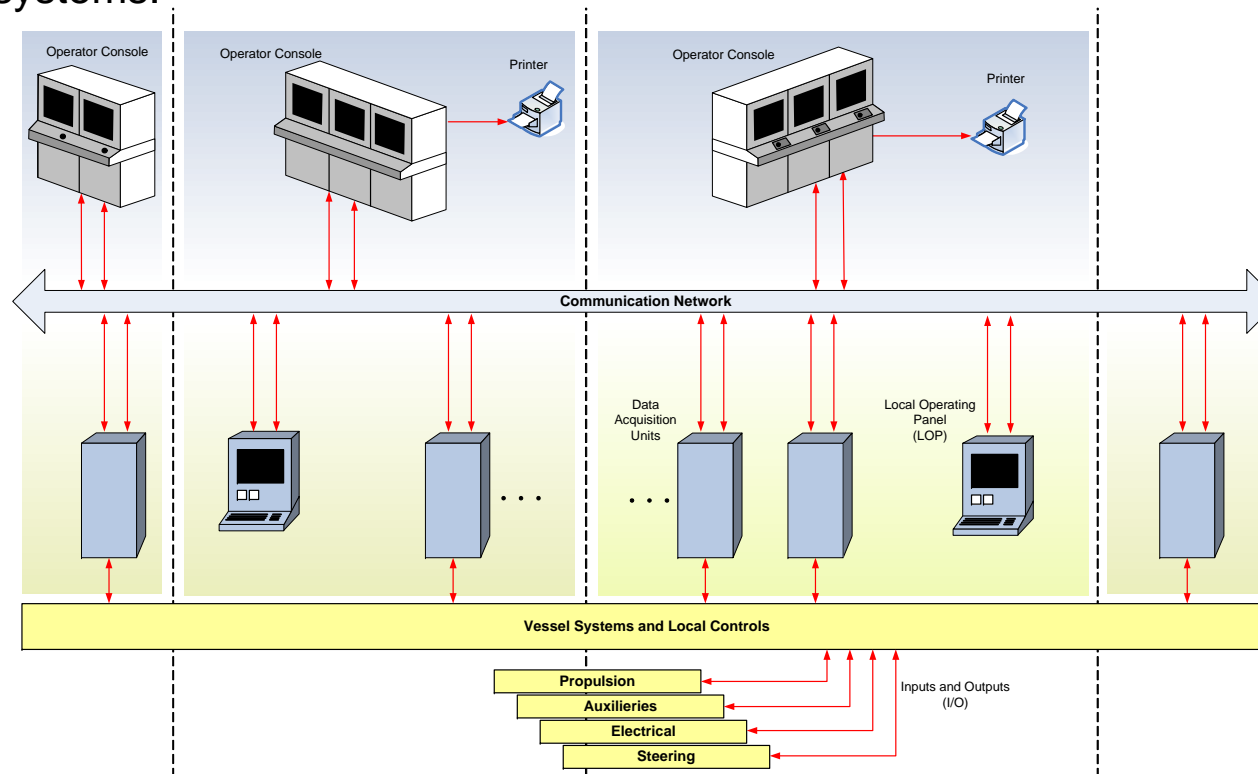 systems.
Operator Console
Operator Console
Printer
Operator Console
Printer
Communication Network
Data
Acquisition
Units
Local Operating
Panel
(LOP)
Vessel Systems and Local Controls
Propulsion
Auxilieries
Electrical
Steering
Inputs and Outputs
(I/O)